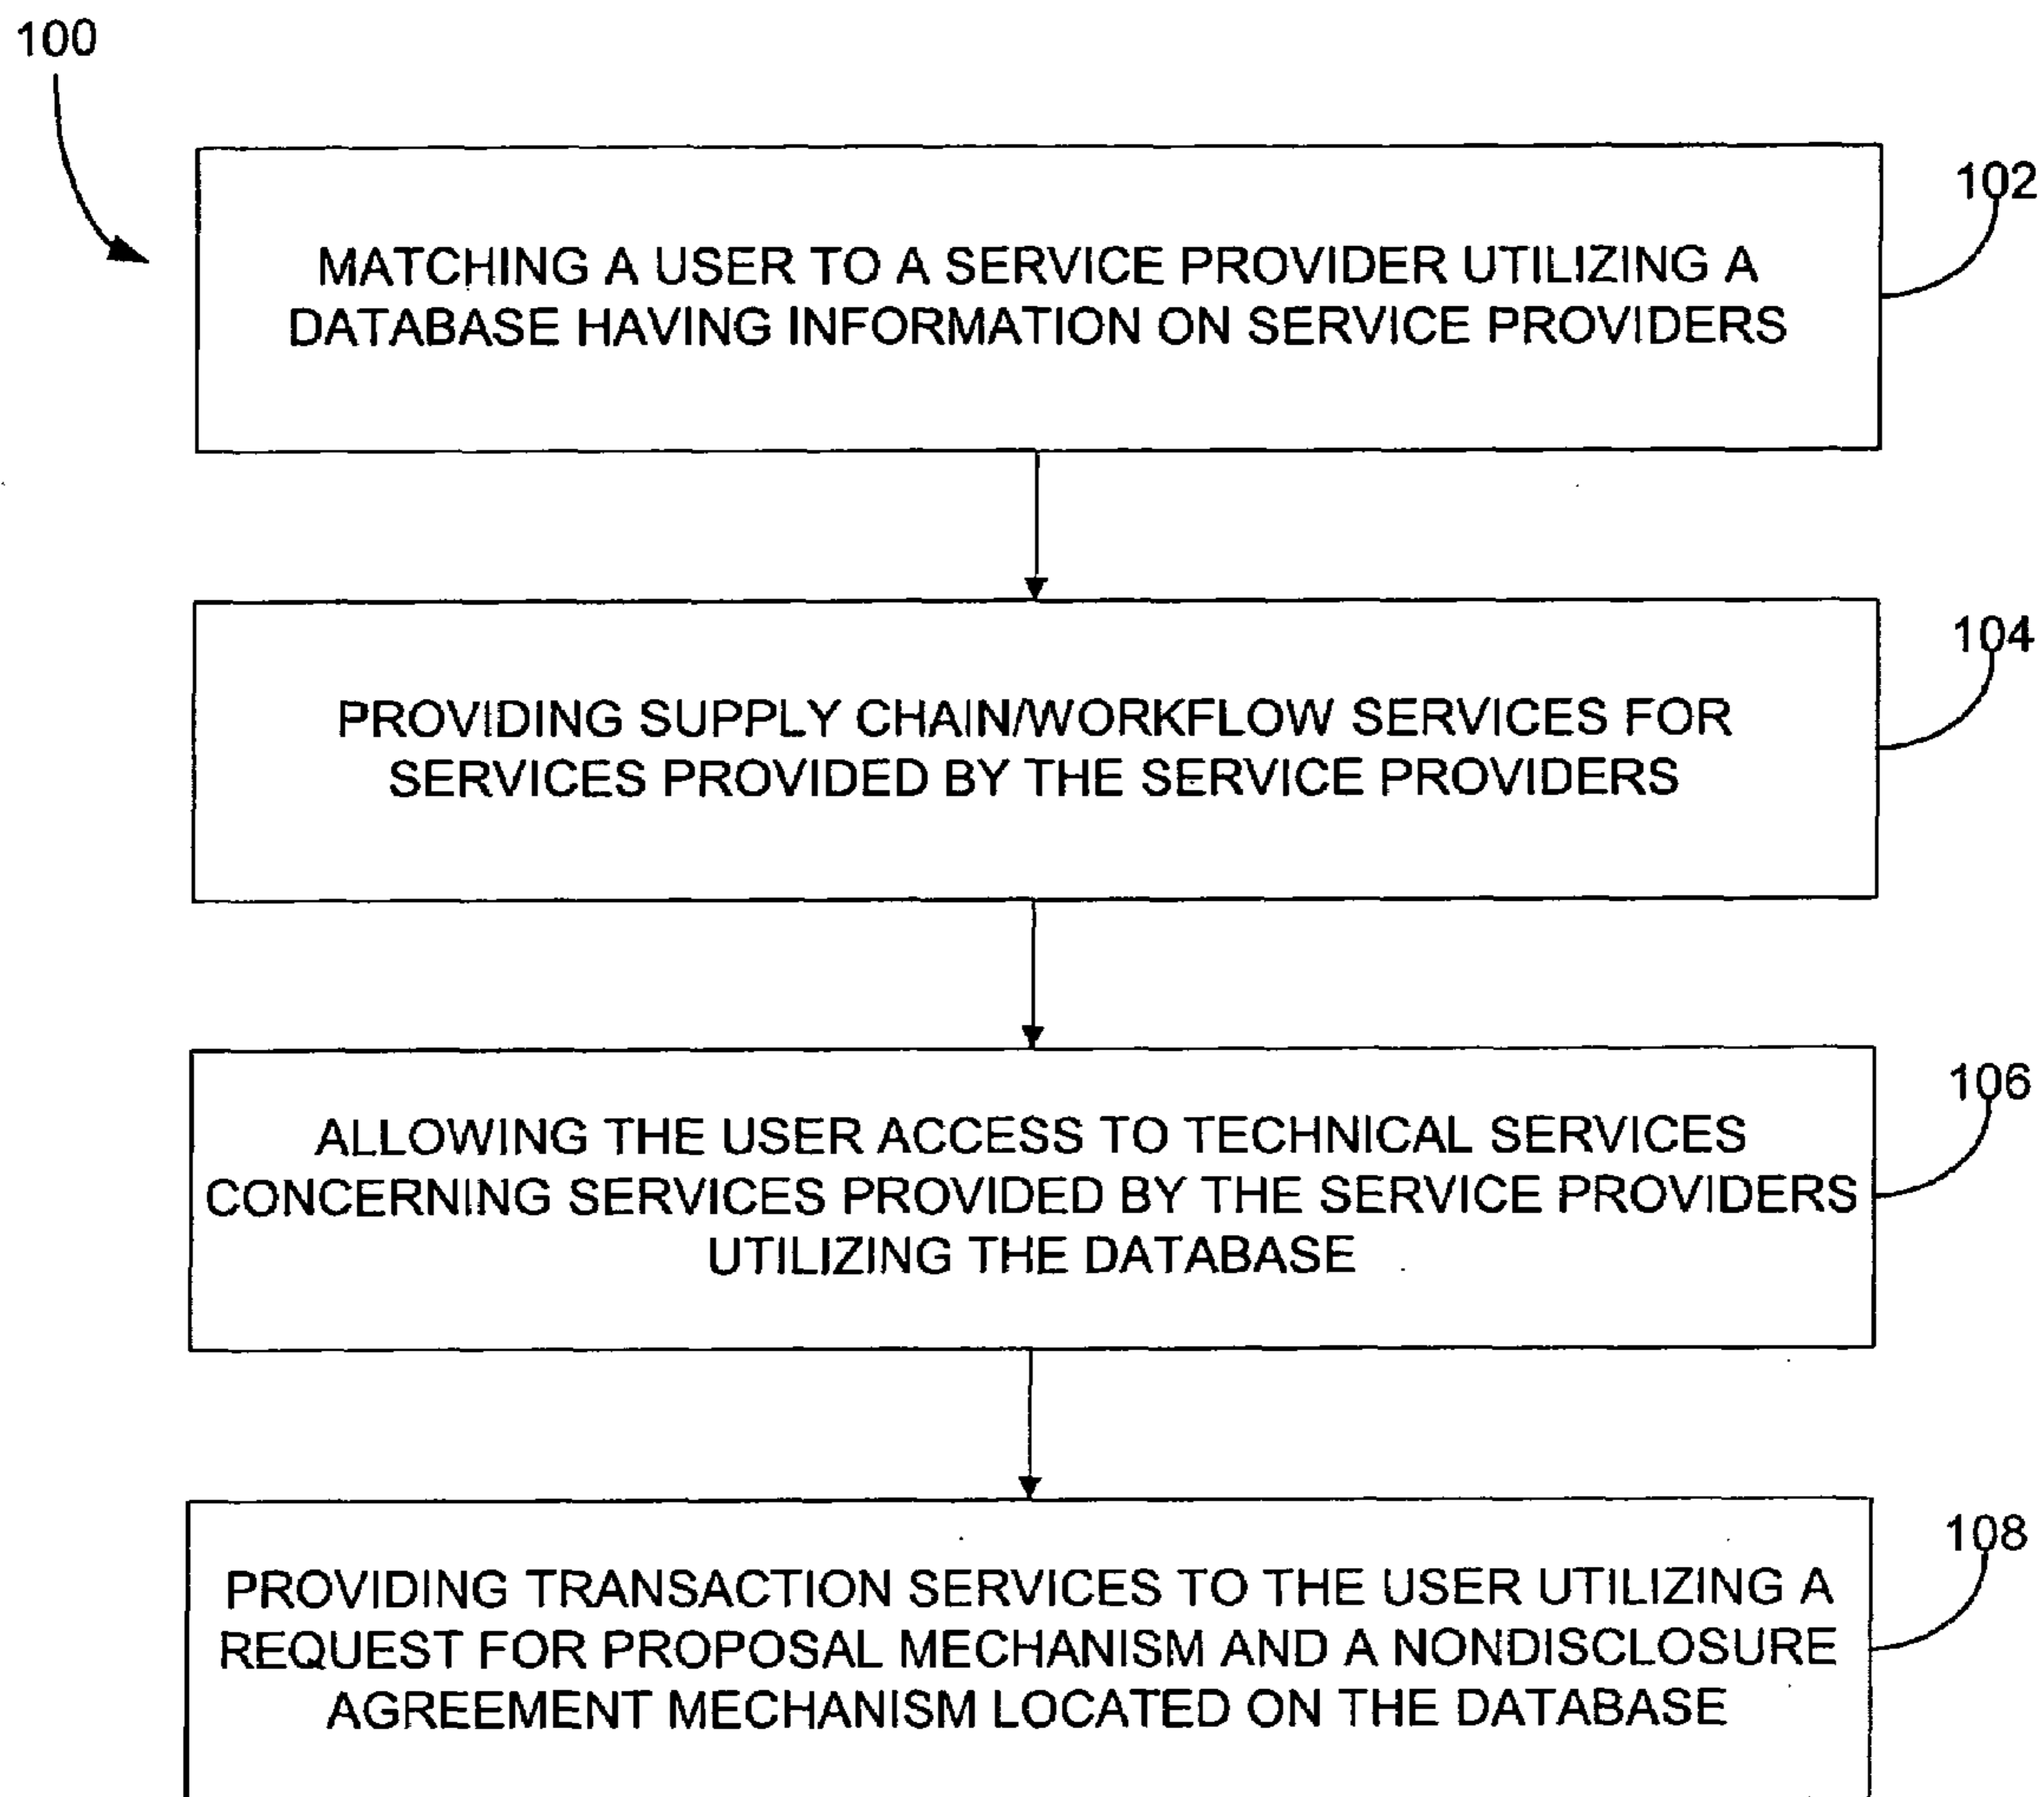 100
102
MATCHING A USER TO A SERVICE PROVIDER UTILIZING A
DATABASE HAVING INFORMATION ON SERVICE PROVIDERS
104
PROVIDING SUPPLY CHAIN/WORKFLOW SERVICES FOR
SERVICES PROVIDED BY THE SERVICE PROVIDERS
106
ALLOWING THE USER ACCESS TO TECHNICAL SERVICES
CONCERNING SERVICES PROVIDED BY THE SERVICE PROVIDERS
UTILIZING THE DATABASE
108
PROVIDING TRANSACTION SERVICES TO THE USER UTILIZING A
REQUEST FOR PROPOSAL MECHANISM AND A NONDISCLOSURE
AGREEMENT MECHANISM LOCATED ON THE DATABASE